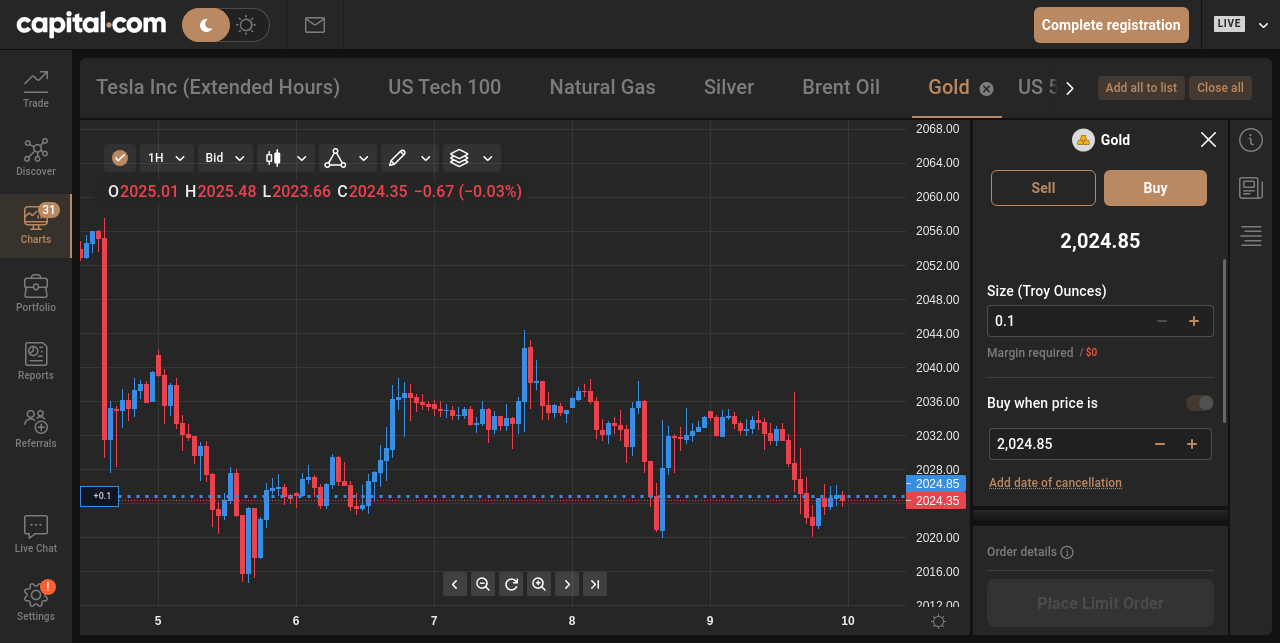 capital.com
Complete registration
LIVE
Trade
Discover
31
Charts
Portfolio
Reports
Referrals
Live Chat
!
Settings
Tesla Inc (Extended Hours)
US Tech 100
Natural Gas
Silver
Brent Oil
Gold
US 5
Add all to list
Close all
1H
Bid
O2025.01 H2025.48 L2023.66 C2024.35 −0.67 (−0.03%)
2068.00
2064.00
2060.00
2056.00
2052.00
2048.00
2044.00
2040.00
2036.00
2032.00
2028.00
2024.85
2024.35
2020.00
2016.00
2012.00
+0.1
5 6 7 8 9 10
Gold
Sell
Buy
2,024.85
Size (Troy Ounces)
0.1
Margin required / $0
Buy when price is
2,024.85
Add date of cancellation
Order details
Place Limit Order